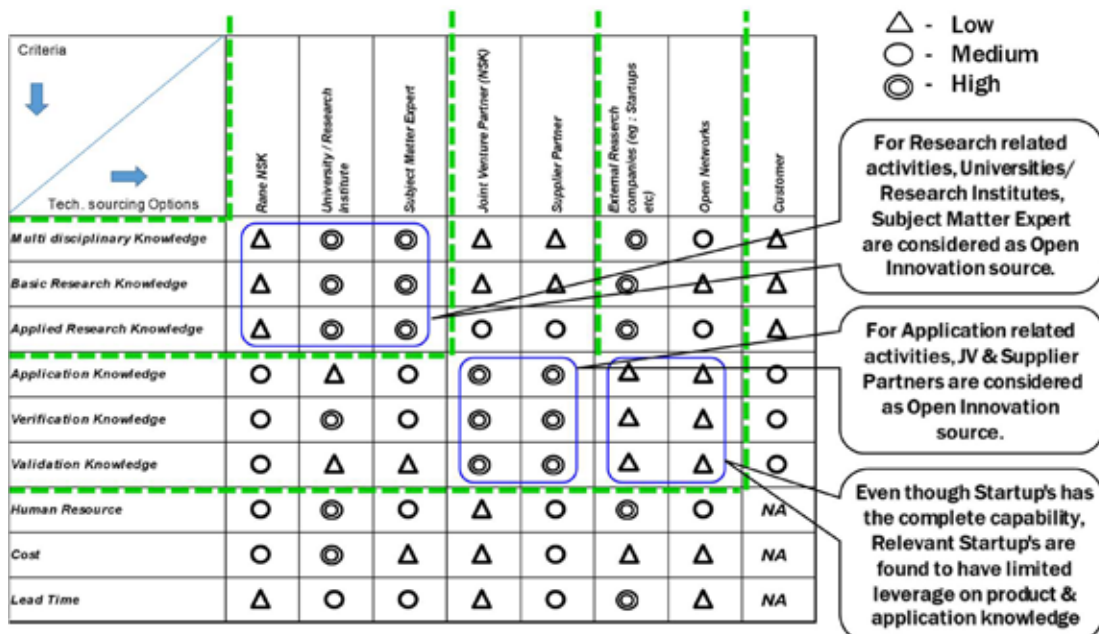 Criteria
Tech. sourcing Options
Rane NSK
University / Research
Institute
Subject Matter Expert
Joint Venture Partner (NSK)
Supplier Partner
External Reaserch
companies (eg : Startups
etc)
Open Networks
Customer
- Low
- Medium
- High
Multi disciplinary Knowledge
Basic Research Knowledge
Applied Research Knowledge
Application Knowledge
Verification Knowledge
Validation Knowledge
Human Resource
NA
Cost
NA
Lead Time
NA
For Research related
activities, Universities/
Research Institutes,
Subject Matter Expert
are considered as Open
Innovation source.
For Application related
activities, JV & Supplier
Partners are considered
as Open Innovation
source.
Even though Startup's has
the complete capability,
Relevant Startup's are
found to have limited
leverage on product &
application knowledge